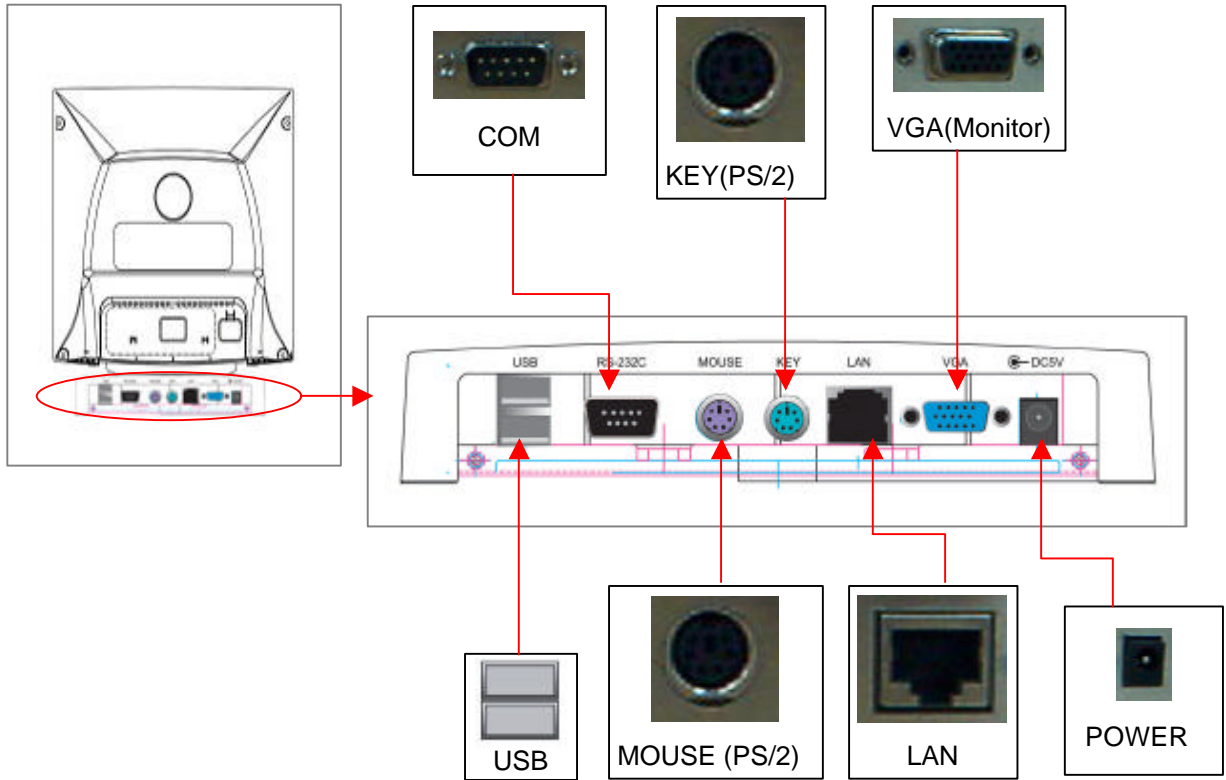 COM
KEY(PS/2)
VGA(Monitor)
USB RS-232C MOUSE KEY LAN VGA DC5V
USB
MOUSE (PS/2)
LAN
POWER